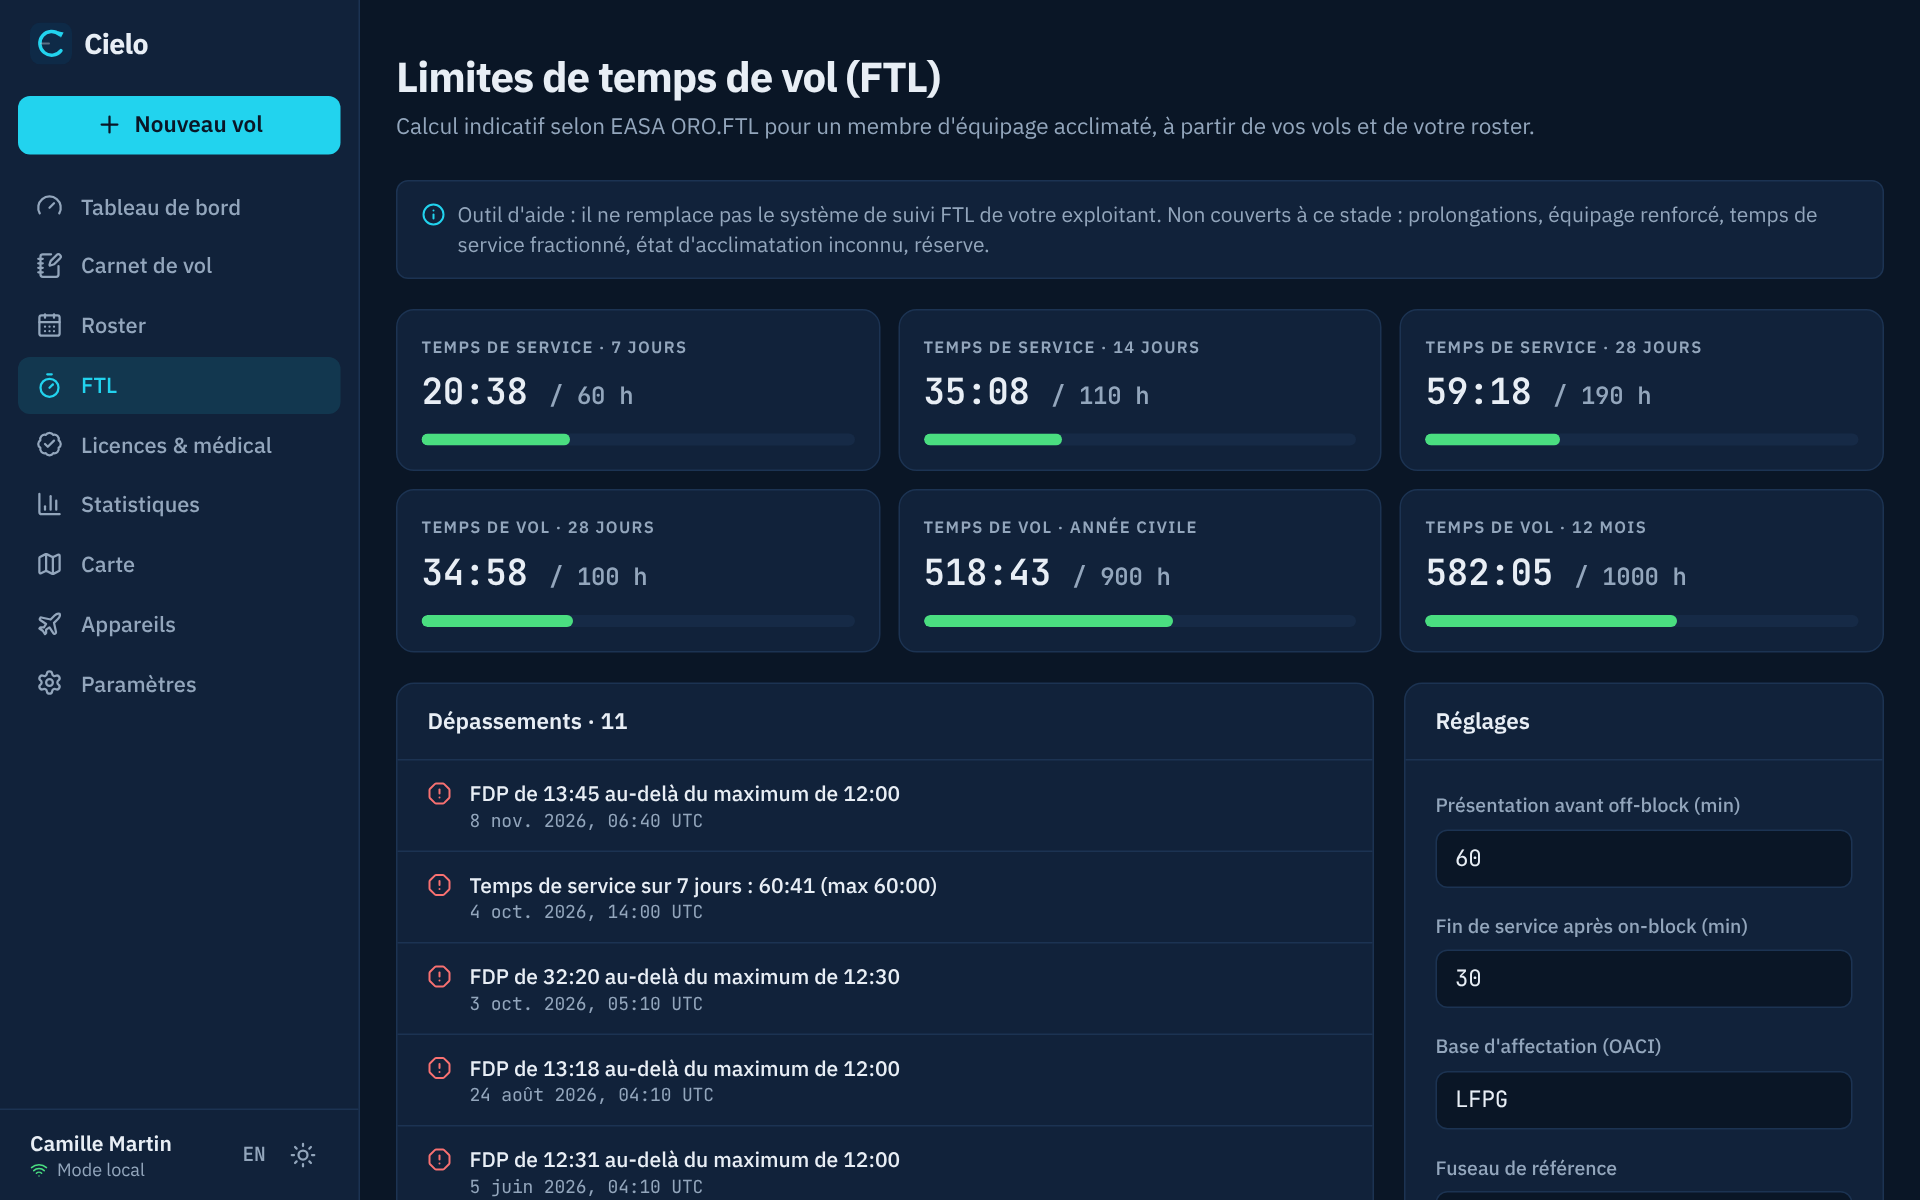 Cielo
Nouveau vol
Tableau de bord
Carnet de vol
Roster
FTL
Licences & médical
Statistiques
Carte
Appareils
Paramètres
Camille Martin
Mode local
EN
Limites de temps de vol (FTL)
Calcul indicatif selon EASA ORO.FTL pour un membre d'équipage acclimaté, à partir de vos vols et de votre roster.
Outil d'aide : il ne remplace pas le système de suivi FTL de votre exploitant. Non couverts à ce stade : prolongations, équipage renforcé, temps de
service fractionné, état d'acclimatation inconnu, réserve.
TEMPS DE SERVICE · 7 JOURS
20:38 / 60 h
TEMPS DE SERVICE · 14 JOURS
35:08 / 110 h
TEMPS DE SERVICE · 28 JOURS
59:18 / 190 h
TEMPS DE VOL · 28 JOURS
34:58 / 100 h
TEMPS DE VOL · ANNÉE CIVILE
518:43 / 900 h
TEMPS DE VOL · 12 MOIS
582:05 / 1000 h
Dépassements · 11
FDP de 13:45 au-delà du maximum de 12:00
8 nov. 2026, 06:40 UTC
Temps de service sur 7 jours : 60:41 (max 60:00)
4 oct. 2026, 14:00 UTC
FDP de 32:20 au-delà du maximum de 12:30
3 oct. 2026, 05:10 UTC
FDP de 13:18 au-delà du maximum de 12:00
24 août 2026, 04:10 UTC
FDP de 12:31 au-delà du maximum de 12:00
5 juin 2026, 04:10 UTC
Réglages
Présentation avant off-block (min)
60
Fin de service après on-block (min)
30
Base d'affectation (OACI)
LFPG
Fuseau de référence